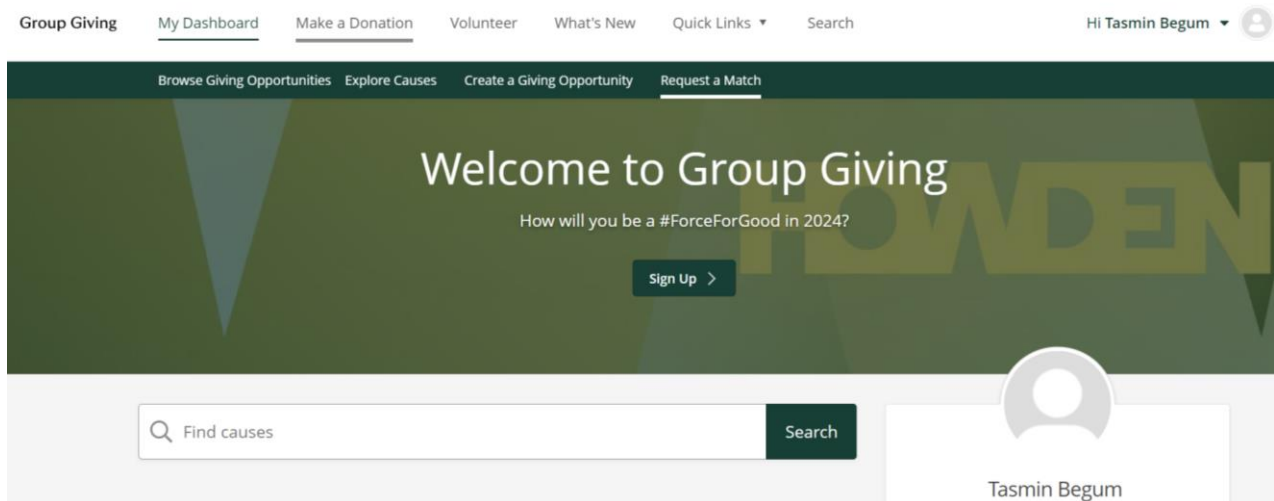 Group Giving My Dashboard Make a Donation Volunteer What's New Quick Links Search Hi Tasmin Begum
Browse Giving Opportunities Explore Causes Create a Giving Opportunity Request a Match
HOWDEN
Welcome to Group Giving
How will you be a #ForceForGood in 2024?
Sign Up
Find causes Search
Tasmin Begum